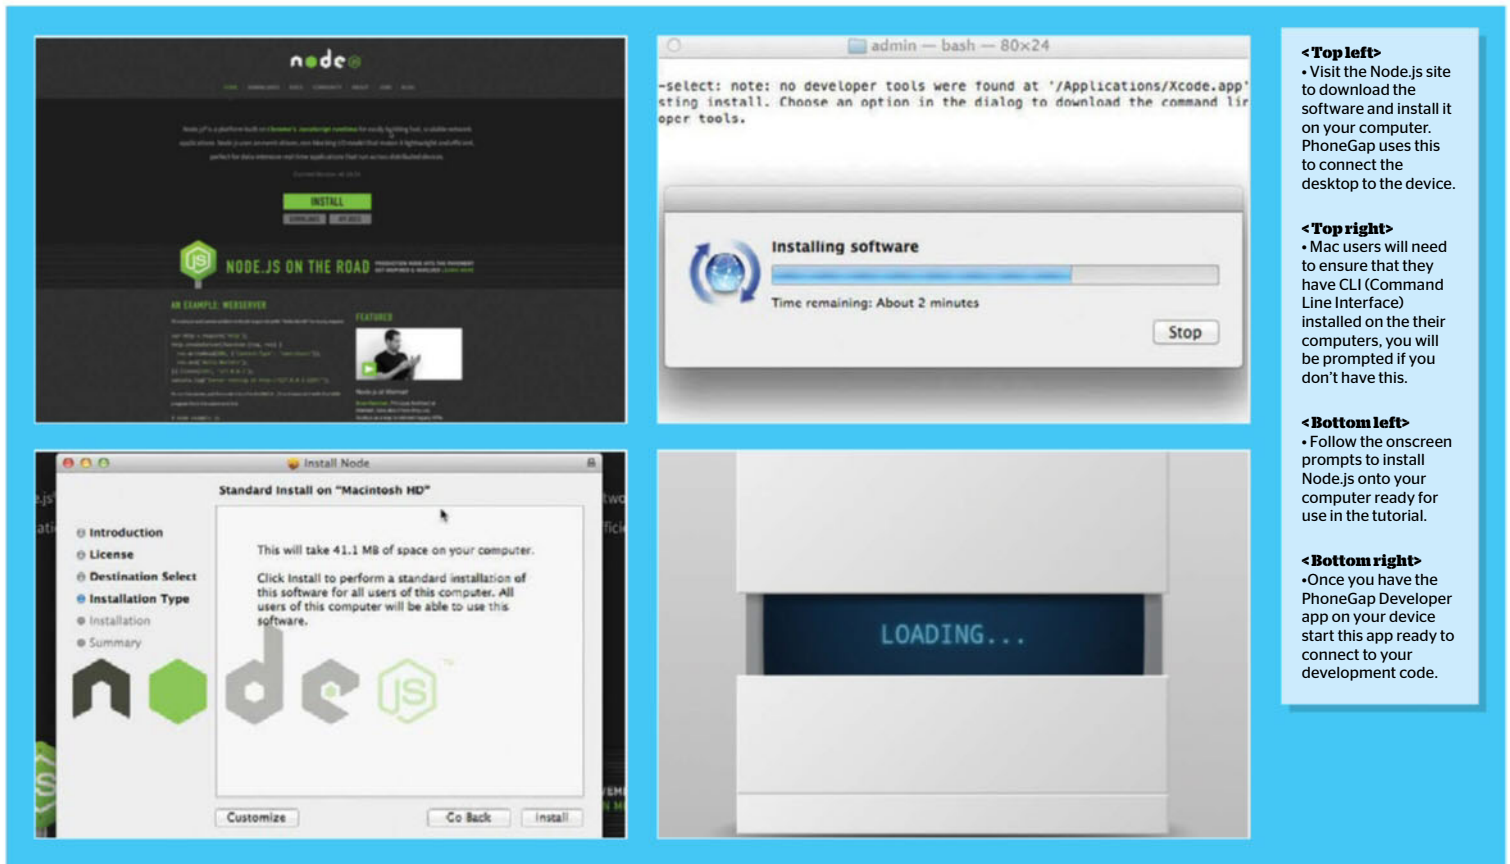 node
JS
INSTALL
NODE.JS ON THE ROAD
AN EXAMPLE: WEBSERVER
FEATURED
admin — bash — 80×24
-select: note: no developer tools were found at '/Applications/Xcode.app'
sting install. Choose an option in the dialog to download the command lin
oper tools.
Installing software
Time remaining: About 2 minutes
Stop
Install Node
Standard Install on "Macintosh HD"
Introduction
License
Destination Select
Installation Type
Installation
Summary
This will take 41.1 MB of space on your computer.
Click Install to perform a standard installation of
this software for all users of this computer. All
users of this computer will be able to use this
software.
node JS™
Customize
Go Back
Install
LOADING...
<Top left>
• Visit the Node.js site
to download the
software and install it
on your computer.
PhoneGap uses this
to connect the
desktop to the device.
<Top right>
• Mac users will need
to ensure that they
have CLI (Command
Line Interface)
installed on the their
computers, you will
be prompted if you
don't have this.
<Bottom left>
• Follow the onscreen
prompts to install
Node.js onto your
computer ready for
use in the tutorial.
<Bottom right>
•Once you have the
PhoneGap Developer
app on your device
start this app ready to
connect to your
development code.